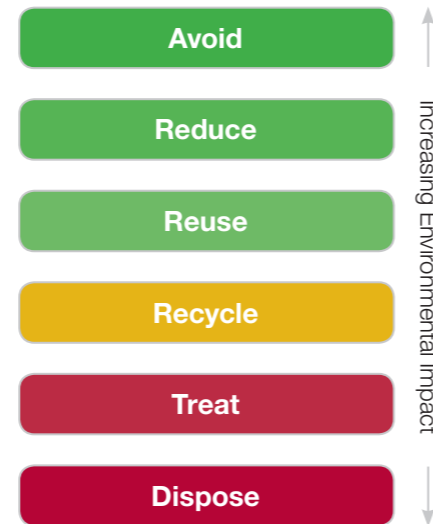 Avoid
Reduce
Reuse
Recycle
Treat
Dispose
Increasing Environmental Impact